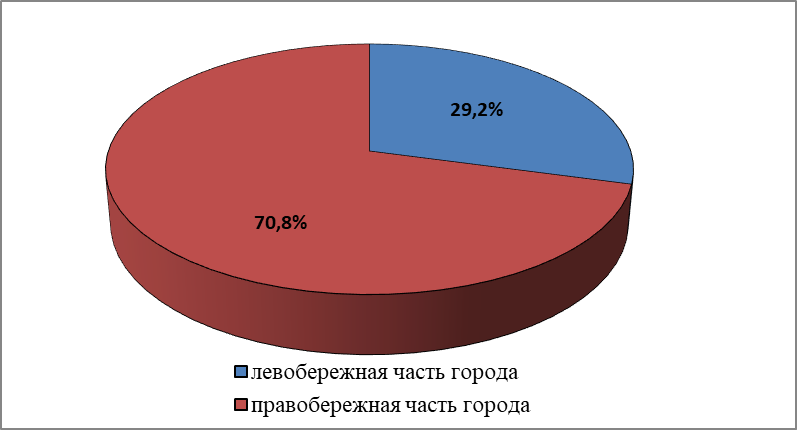 29,2%
70,8%
левобережная часть города
правобережная часть города